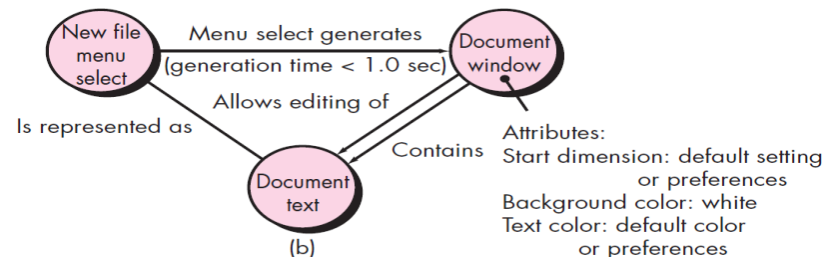 New file
menu
select
Menu select generates
(generation time < 1.0 sec)
Document
window
Allows editing of
Is represented as
Contains
Document
text
(b)
Attributes:
Start dimension: default setting
or preferences
Background color: white
Text color: default color
or preferences